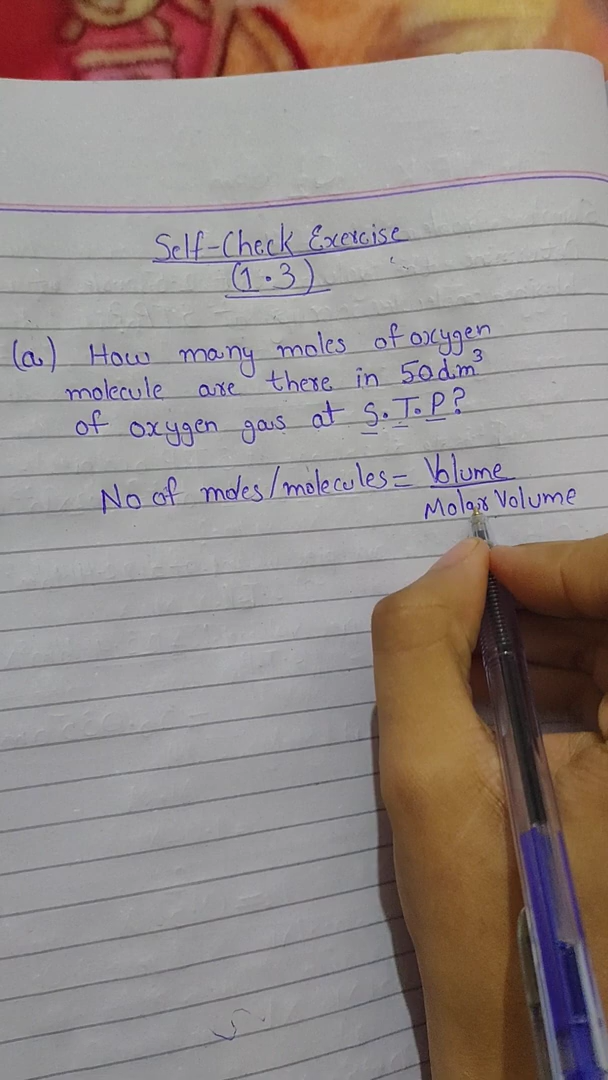 Self-Check Exercise
(1.3)
(a) How many moles of oxygen
molecule are there in 50dm³
of oxygen gas at S.T.P?
No of moles/molecules = Volume
Molar Volume